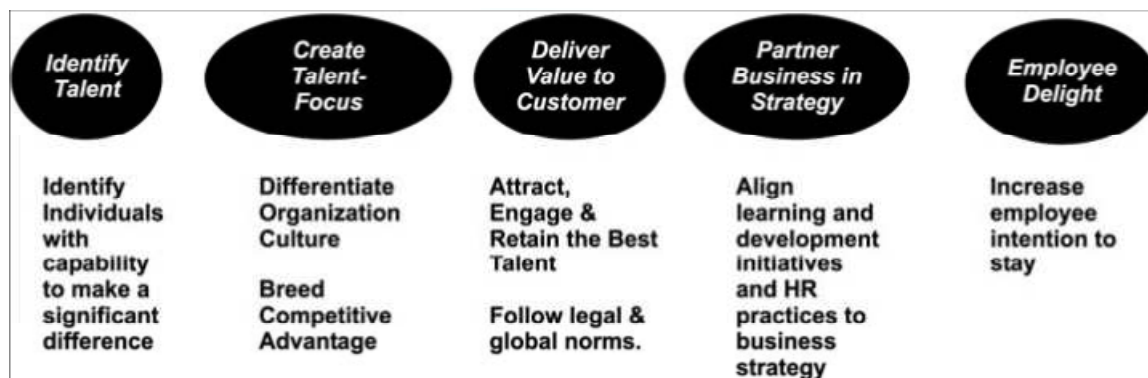 Identify
Talent
Create
Talent-
Focus
Deliver
Value to
Customer
Partner
Business in
Strategy
Employee
Delight
Identify
Individuals
with
capability
to make a
significant
difference
Differentiate
Organization
Culture
Breed
Competitive
Advantage
Attract,
Engage &
Retain the Best
Talent
Follow legal &
global norms.
Align
learning and
development
initiatives
and HR
practices to
business
strategy
Increase
employee
intention to
stay